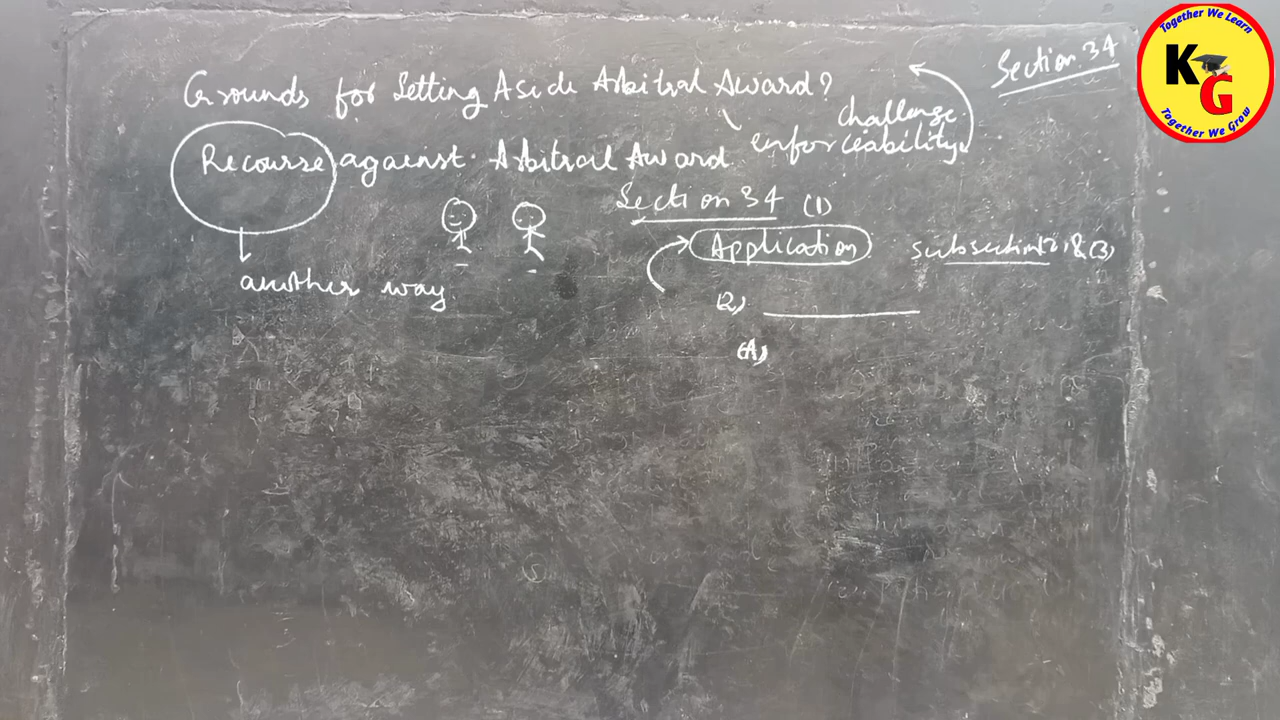 Together We Learn
KG
Together We Grow
Section 34
Grounds for Setting Aside Arbitral Award?
challenge
enforceability
Recourse against Arbitral Award
Section 34 (1)
Application subsection (2) & (3)
another way
(2)
(A)